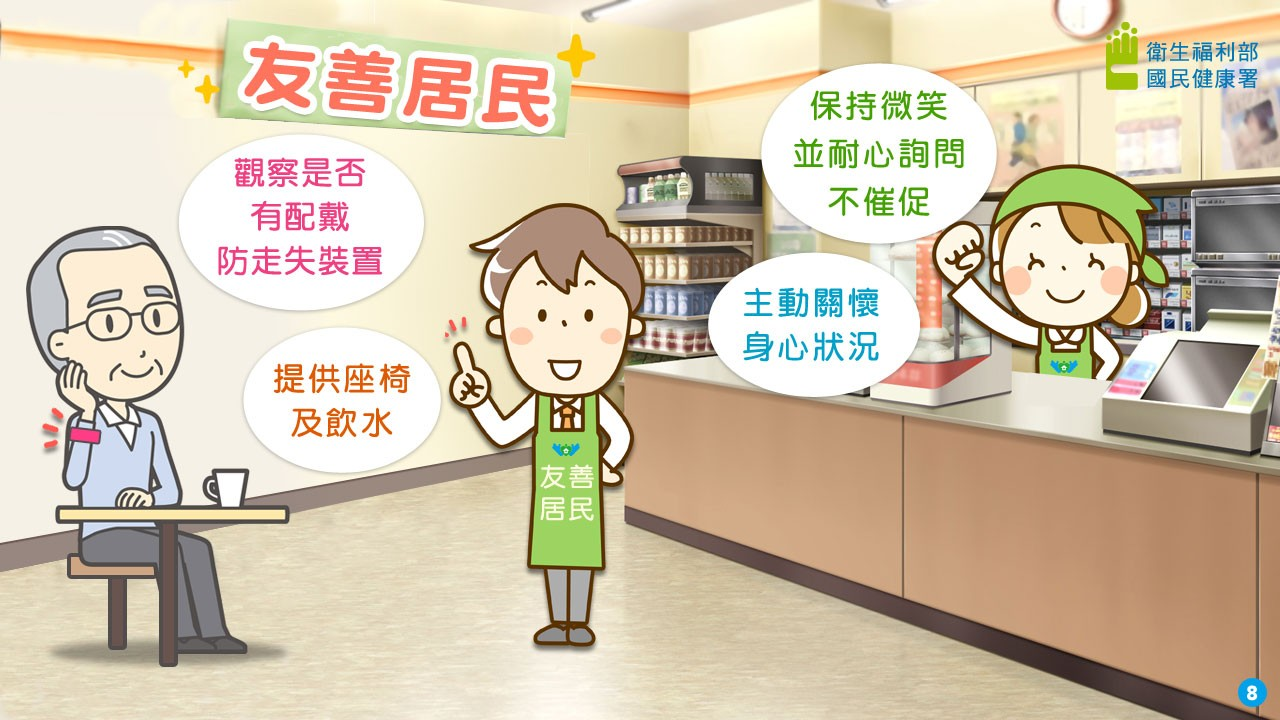 友善居民
衛生福利部
國民健康署
觀察是否
有配戴
防走失裝置
提供座椅
及飲水
保持微笑
並耐心詢問
不催促
主動關懷
身心狀況
友善
居民
8